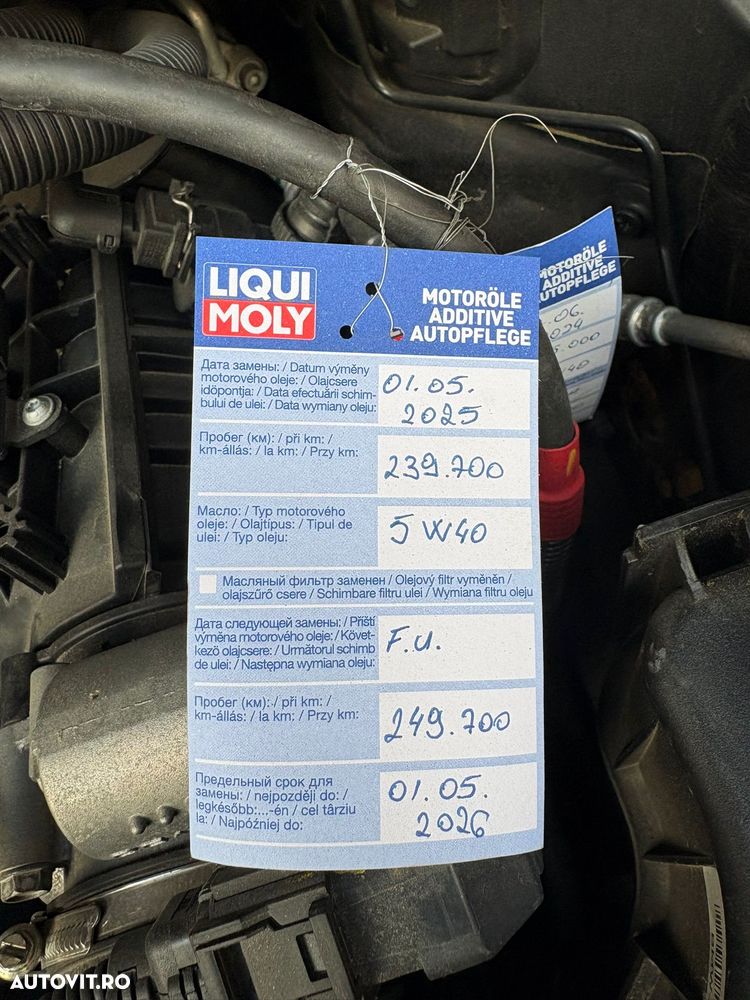 LIQUI
MOLY
MOTORÖLE
ADDITIVE
AUTOPFLEGE
Дата замены: / Datum výměny
motorového oleje: / Olajcsere
időpontja: / Data efectuării schim-
bului de ulei: / Data wymiany oleju:
01.05.
2025
Пробег (км): / při km: /
km-állás: / la km: / Przy km:
239.700
Масло: / Typ motorového
oleje: / Olajtípus: / Tipul de
ulei: / Typ oleju:
5W40
Масляный фильтр заменен / Olejový filtr vyměněn /
olajszűrő csere / Schimbare filtru ulei / Wymiana filtru oleju
Дата следующей замены: / Příští
výměna motorového oleje: / Követ-
kező olajcsere: / Următorul schimb
de ulei: / Następna wymiana oleju:
F.U.
Пробег (км): / při km: /
km-állás: / la km: / Przy km:
249.700
Предельный срок для
замены: / nejpozději do: /
legkésőbb:...-én / cel târziu
la: / Najpóźniej do:
01.05.
2026
MOTORÖLE
ADDITIVE
AUTOPFLEGE
06.
AUTOVIT.RO